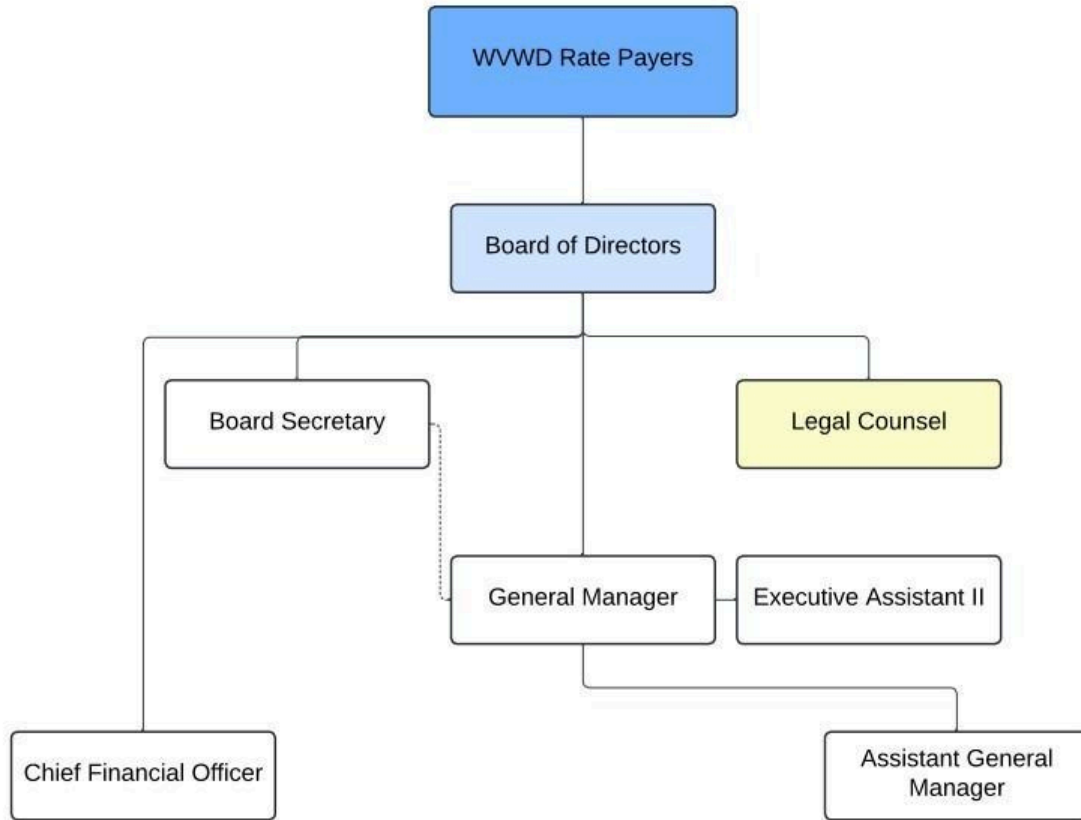 WVWD Rate Payers
Board of Directors
Board Secretary
Legal Counsel
General Manager
Executive Assistant II
Chief Financial Officer
Assistant General
Manager